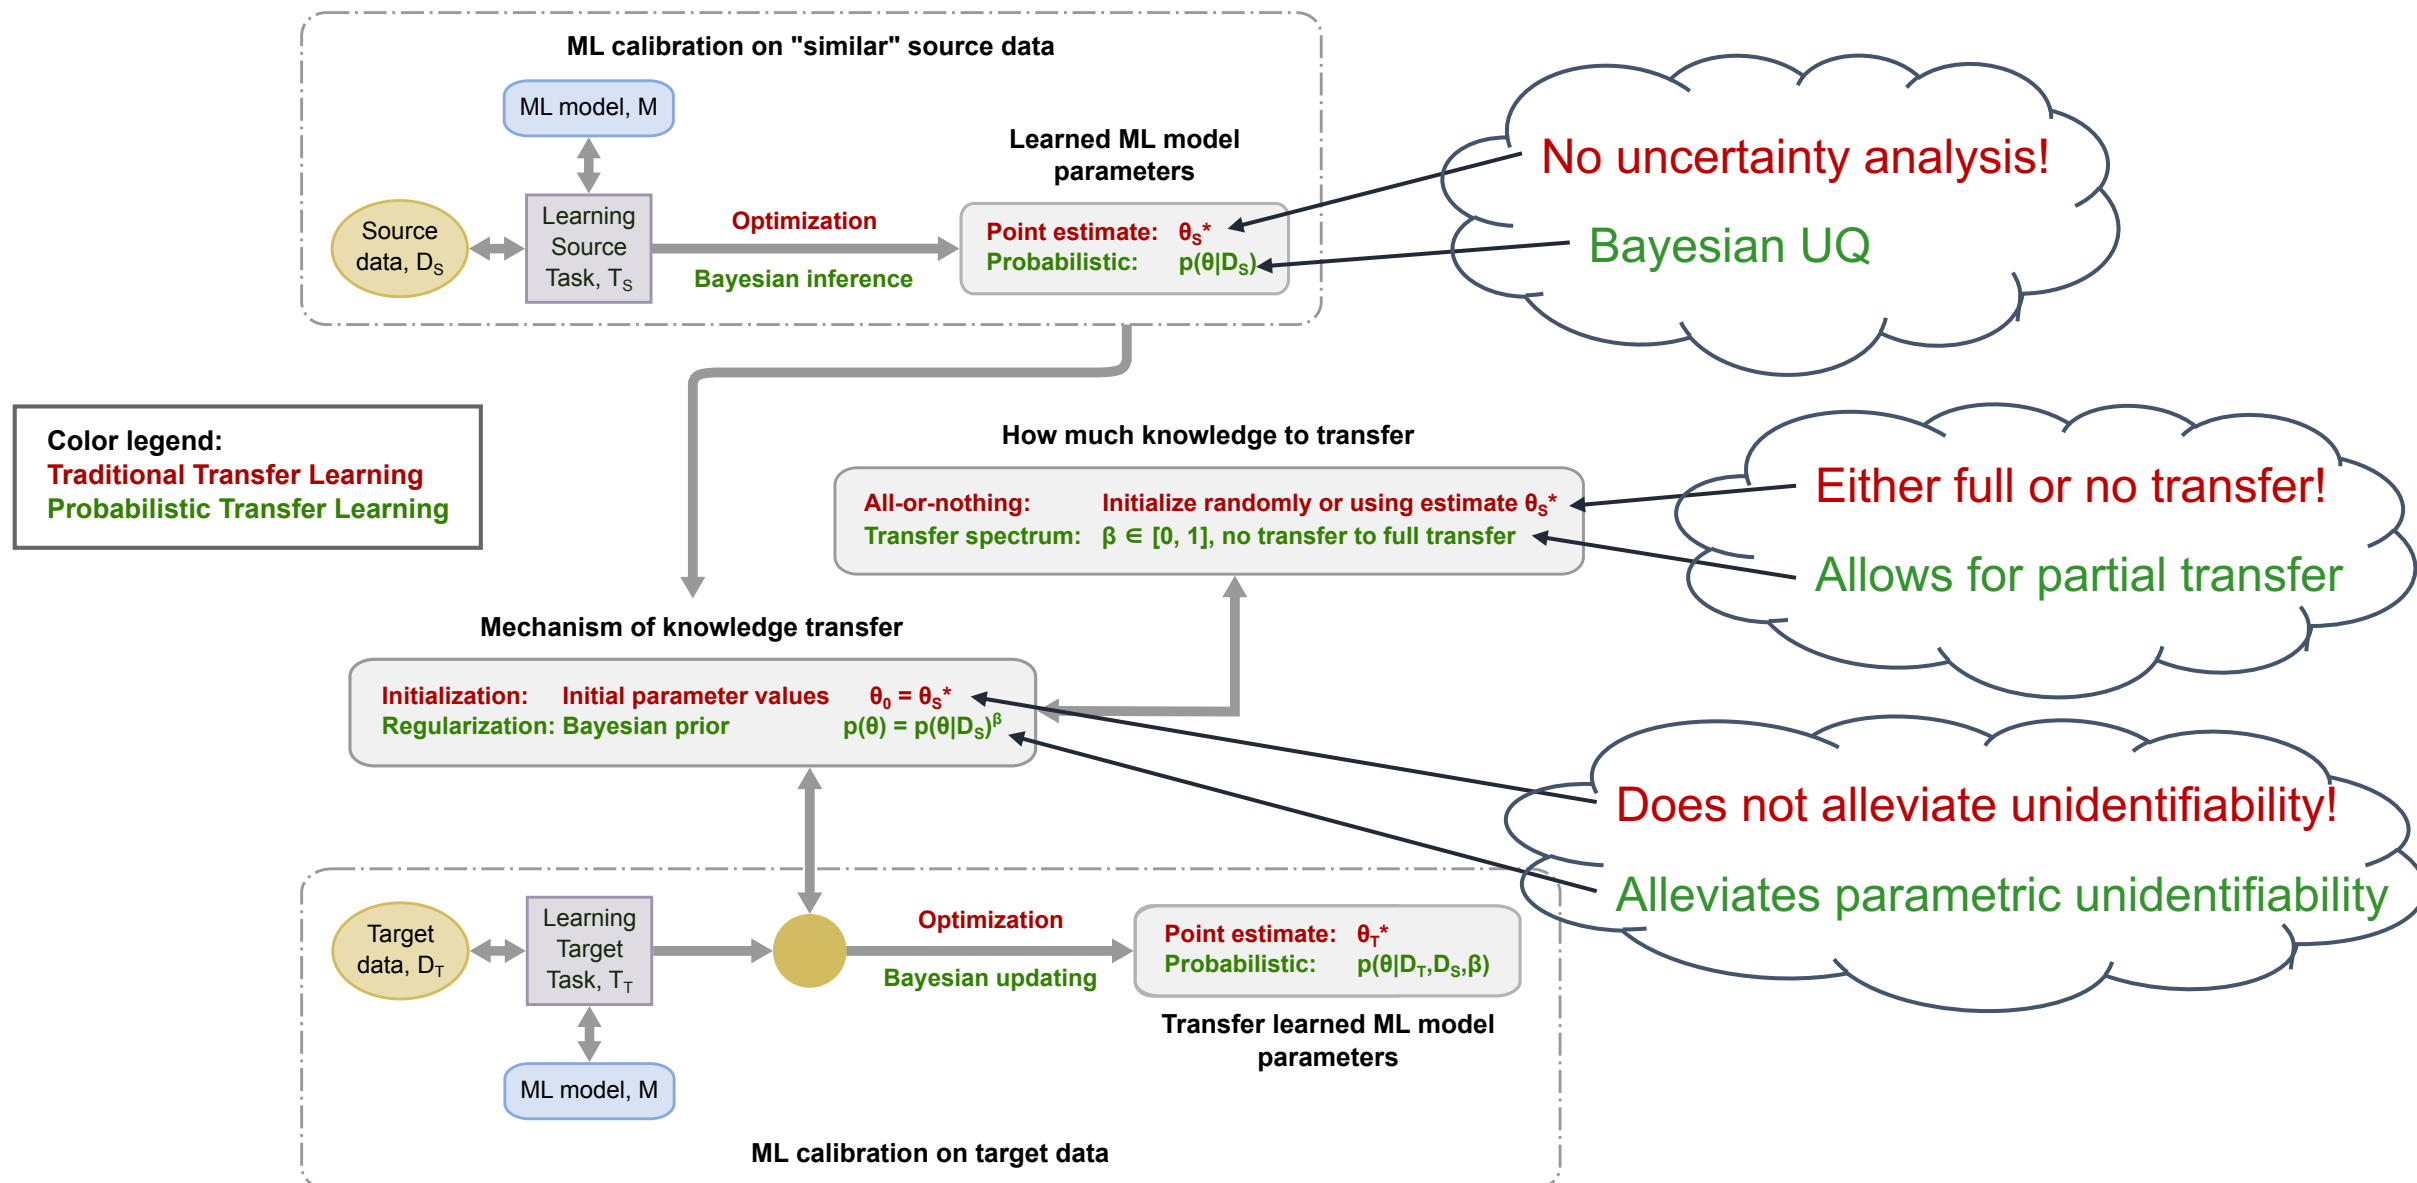 ML calibration on "similar" source data
ML model, M
Learned ML model
parameters
Source
data, D_S
Learning
Source
Task, T_S
Optimization
Bayesian inference
Point estimate: θ_S*
Probabilistic: p(θ|D_S)
No uncertainty analysis!
Bayesian UQ
Color legend:
Traditional Transfer Learning
Probabilistic Transfer Learning
How much knowledge to transfer
All-or-nothing: Initialize randomly or using estimate θ_S*
Transfer spectrum: β ∈ [0, 1], no transfer to full transfer
Either full or no transfer!
Allows for partial transfer
Mechanism of knowledge transfer
Initialization: Initial parameter values θ_0 = θ_S*
Regularization: Bayesian prior p(θ) = p(θ|D_S)^β
Does not alleviate unidentifiability!
Alleviates parametric unidentifiability
Target
data, D_T
Learning
Target
Task, T_T
Optimization
Bayesian updating
Point estimate: θ_T*
Probabilistic: p(θ|D_T,D_S,β)
Transfer learned ML model
parameters
ML model, M
ML calibration on target data